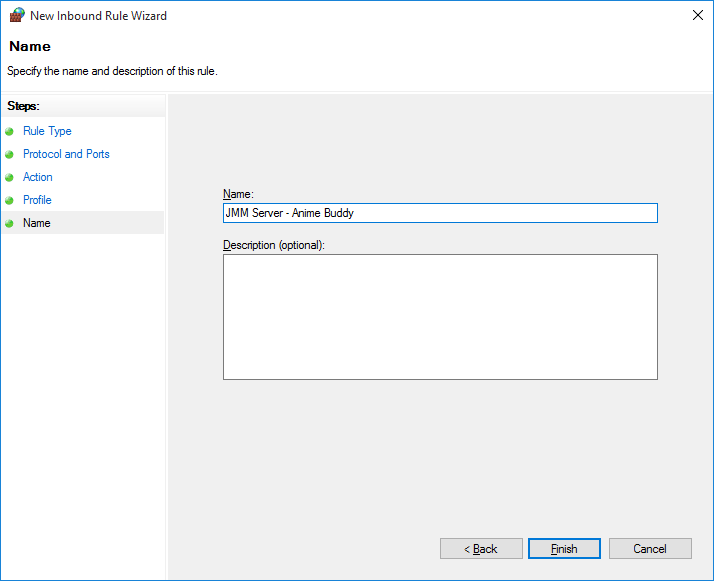 New Inbound Rule Wizard
Name
Specify the name and description of this rule.
Steps:
Rule Type
Protocol and Ports
Action
Profile
Name
Name:
JMM Server - Anime Buddy
Description (optional):
< Back
Finish
Cancel